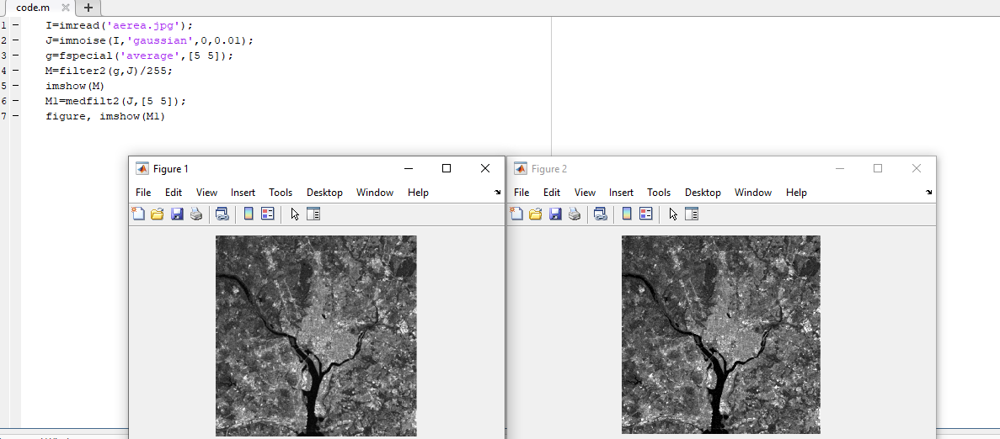 code.m
1 I=imread('aerea.jpg');
2 J=imnoise(I,'gaussian',0,0.01);
3 g=fspecial('average',[5 5]);
4 M=filter2(g,J)/255;
5 imshow(M)
6 M1=medfilt2(J,[5 5]);
7 figure, imshow(M1)
Figure 1
File Edit View Insert Tools Desktop Window Help
Figure 2
File Edit View Insert Tools Desktop Window Help